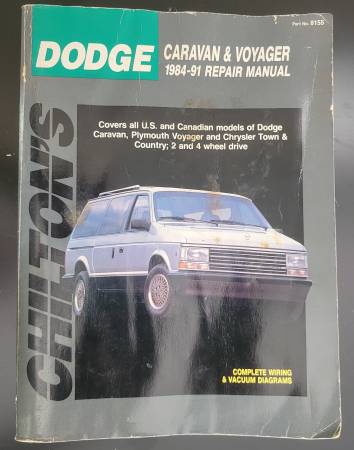 Part No. 8155
DODGE
CARAVAN & VOYAGER
1984-91 REPAIR MANUAL
Covers all U.S. and Canadian models of Dodge
Caravan, Plymouth Voyager and Chrysler Town &
Country; 2 and 4 wheel drive
CHILTON'S
COMPLETE WIRING
& VACUUM DIAGRAMS